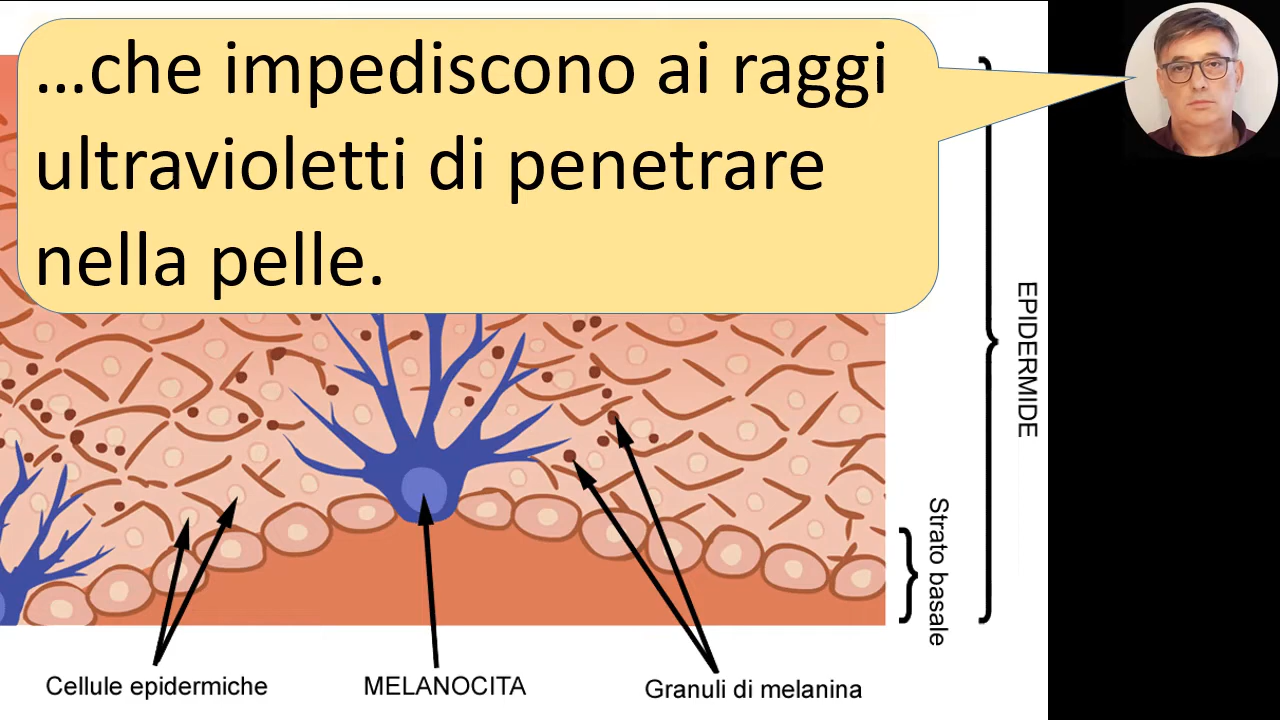 ...che impediscono ai raggi
ultravioletti di penetrare
nella pelle.
EPIDERMIDE
Strato basale
Cellule epidermiche
MELANOCITA
Granuli di melanina